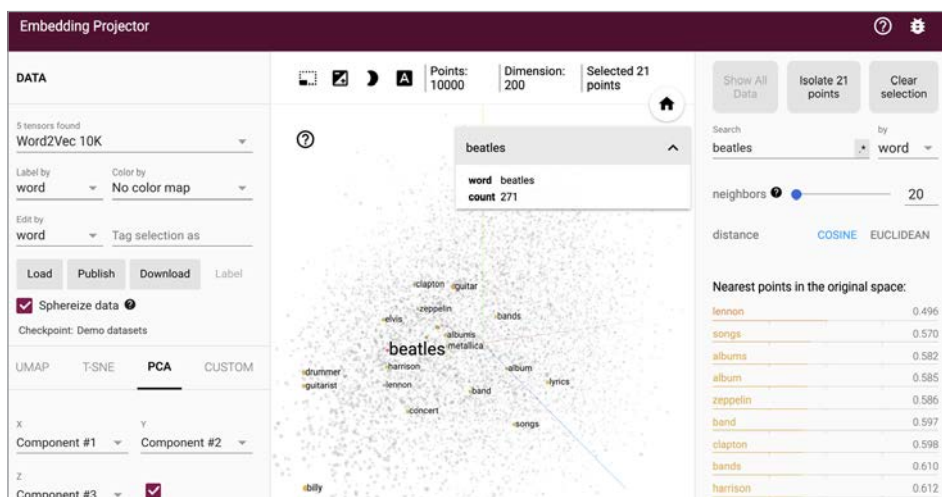 Embedding Projector
DATA
5 tensors found
Word2Vec 10K
Label by
Color by
word
No color map
Edit by
word
Tag selection as
Load
Publish
Download
Label
Sphereize data
Checkpoint: Demo datasets
UMAP
T-SNE
PCA
CUSTOM
X
Y
Component #1
Component #2
Z
Component #3
A
Points:
10000
Dimension:
200
Selected 21
points
beatles
word beatles
count 271
clapton
guitar
zeppelin
elvis
bands
albums
beatles
metallica
harrison
album
drummer
guitarist
lennon
lyrics
band
concert
songs
billy
Show All
Data
Isolate 21
points
Clear
selection
Search
by
beatles
.*
word
neighbors
20
distance
COSINE
EUCLIDEAN
Nearest points in the original space:
lennon 0.496
songs 0.570
albums 0.582
album 0.585
zeppelin 0.586
band 0.597
clapton 0.598
bands 0.610
harrison 0.612